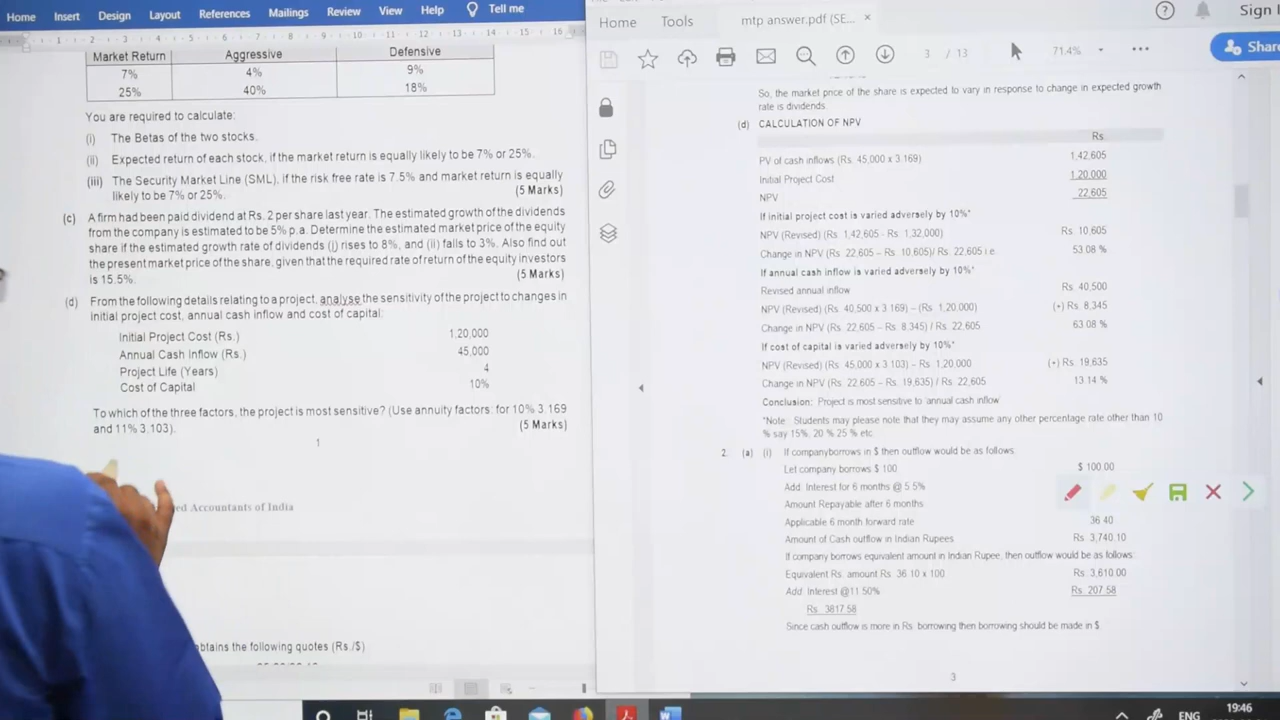 Home Insert Design Layout References Mailings Review View Help Tell me
1 2 3 4 5 6 7 8 9 10 11 12 13 14 15 16
Market Return Aggressive Defensive
7% 4% 9%
25% 40% 18%
You are required to calculate:
(i) The Betas of the two stocks.
(ii) Expected return of each stock, if the market return is equally likely to be 7% or 25%.
(iii) The Security Market Line (SML), if the risk free rate is 7.5% and market return is equally
likely to be 7% or 25%. (5 Marks)
(c) A firm had been paid dividend at Rs. 2 per share last year. The estimated growth of the dividends
from the company is estimated to be 5% p.a. Determine the estimated market price of the equity
share if the estimated growth rate of dividends (i) rises to 8%, and (ii) falls to 3%. Also find out
the present market price of the share, given that the required rate of return of the equity investors
is 15.5%. (5 Marks)
(d) From the following details relating to a project, analyse the sensitivity of the project to changes in
initial project cost, annual cash inflow and cost of capital:
Initial Project Cost (Rs.) 1,20,000
Annual Cash Inflow (Rs.) 45,000
Project Life (Years) 4
Cost of Capital 10%
To which of the three factors, the project is most sensitive? (Use annuity factors: for 10% 3.169
and 11% 3.103). (5 Marks)
1
ed Accountants of India
btains the following quotes (Rs./$)
Home Tools mtp answer.pdf (SE... × Sign I
3 / 13 71.4% Share
So, the market price of the share is expected to vary in response to change in expected growth
rate is dividends.
(d) CALCULATION OF NPV
Rs.
PV of cash inflows (Rs. 45,000 x 3.169) 1,42,605
Initial Project Cost 1,20,000
NPV 22,605
If initial project cost is varied adversely by 10%*
NPV (Revised) (Rs. 1,42,605 - Rs. 1,32,000) Rs. 10,605
Change in NPV (Rs. 22,605 – Rs. 10,605)/ Rs. 22,605 i.e. 53.08 %
If annual cash inflow is varied adversely by 10%*
Revised annual inflow Rs. 40,500
NPV (Revised) (Rs. 40,500 x 3.169) – (Rs. 1,20,000) (+) Rs. 8,345
Change in NPV (Rs. 22,605 – Rs. 8,345) / Rs. 22,605 63.08 %
If cost of capital is varied adversely by 10%*
NPV (Revised) (Rs. 45,000 x 3.103) – Rs. 1,20,000 (+) Rs. 19,635
Change in NPV (Rs. 22,605 – Rs. 19,635) / Rs. 22,605 13.14 %
Conclusion: Project is most sensitive to 'annual cash inflow'
*Note: Students may please note that they may assume any other percentage rate other than 10
% say 15%, 20 % 25 % etc.
2. (a) (i) If company borrows in $ then outflow would be as follows:
Let company borrows $ 100 $ 100.00
Add: Interest for 6 months @ 5.5%
Amount Repayable after 6 months
Applicable 6 month forward rate 36.40
Amount of Cash outflow in Indian Rupees Rs. 3,740.10
If company borrows equivalent amount in Indian Rupee, then outflow would be as follows:
Equivalent Rs. amount Rs. 36.10 x 100 Rs. 3,610.00
Add: Interest @11.50% Rs. 207.58
Rs. 3817.58
Since cash outflow is more in Rs. borrowing then borrowing should be made in $.
3
ENG 19:46